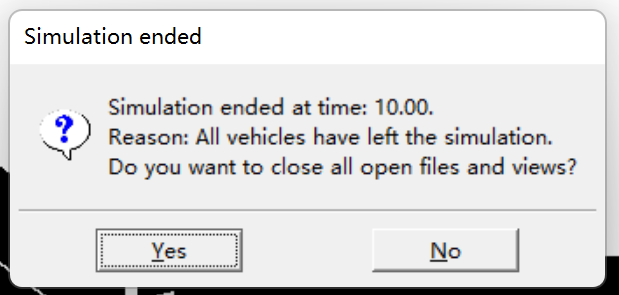 Simulation ended
Simulation ended at time: 10.00.
Reason: All vehicles have left the simulation.
Do you want to close all open files and views?
Yes
No